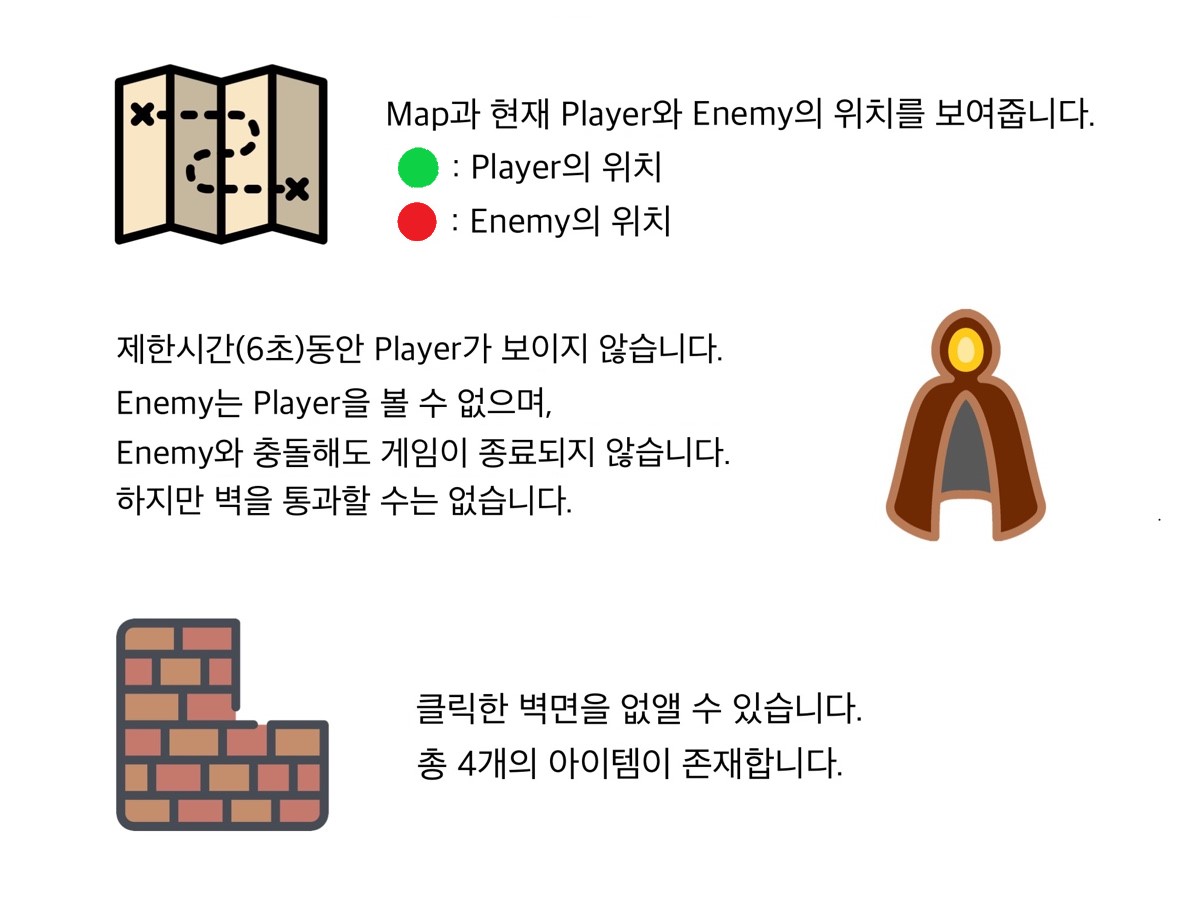 Map과 현재 Player와 Enemy의 위치를 보여줍니다.
: Player의 위치
: Enemy의 위치
제한시간(6초)동안 Player가 보이지 않습니다.
Enemy는 Player을 볼 수 없으며,
Enemy와 충돌해도 게임이 종료되지 않습니다.
하지만 벽을 통과할 수는 없습니다.
클릭한 벽면을 없앨 수 있습니다.
총 4개의 아이템이 존재합니다.